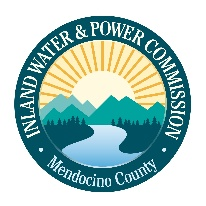 INLAND WATER & POWER COMMISSION
• Mendocino County •